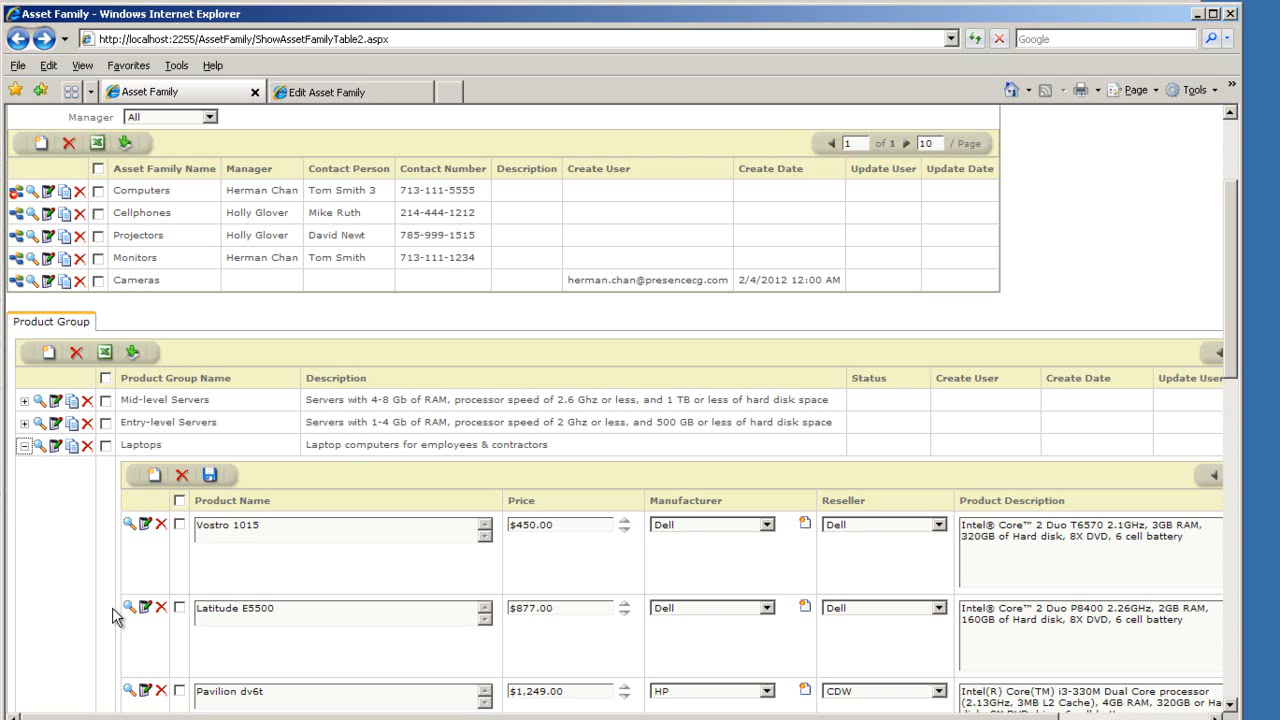 Asset Family - Windows Internet Explorer
http://localhost:2255/AssetFamily/ShowAssetFamilyTable2.aspx Google
File Edit View Favorites Tools Help
Asset Family Edit Asset Family Page Tools
Manager All
1 of 1 10 / Page
Asset Family Name Manager Contact Person Contact Number Description Create User Create Date Update User Update Date
Computers Herman Chan Tom Smith 3 713-111-5555
Cellphones Holly Glover Mike Ruth 214-444-1212
Projectors Holly Glover David Newt 785-999-1515
Monitors Herman Chan Tom Smith 713-111-1234
Cameras herman.chan@presencecg.com 2/4/2012 12:00 AM
Product Group
Product Group Name Description Status Create User Create Date Update User
Mid-level Servers Servers with 4-8 Gb of RAM, processor speed of 2.6 Ghz or less, and 1 TB or less of hard disk space
Entry-level Servers Servers with 1-4 Gb of RAM, processor speed of 2 Ghz or less, and 500 GB or less of hard disk space
Laptops Laptop computers for employees & contractors
Product Name Price Manufacturer Reseller Product Description
Vostro 1015 $450.00 Dell Dell Intel® Core™ 2 Duo T6570 2.1GHz, 3GB RAM,
320GB of Hard disk, 8X DVD, 6 cell battery
Latitude E5500 $877.00 Dell Dell Intel® Core™ 2 Duo P8400 2.26GHz, 2GB RAM,
160GB of Hard disk, 8X DVD, 6 cell battery
Pavilion dv6t $1,249.00 HP CDW Intel(R) Core(TM) i3-330M Dual Core processor
(2.13GHz, 3MB L2 Cache), 4GB RAM, 320GB or Ha